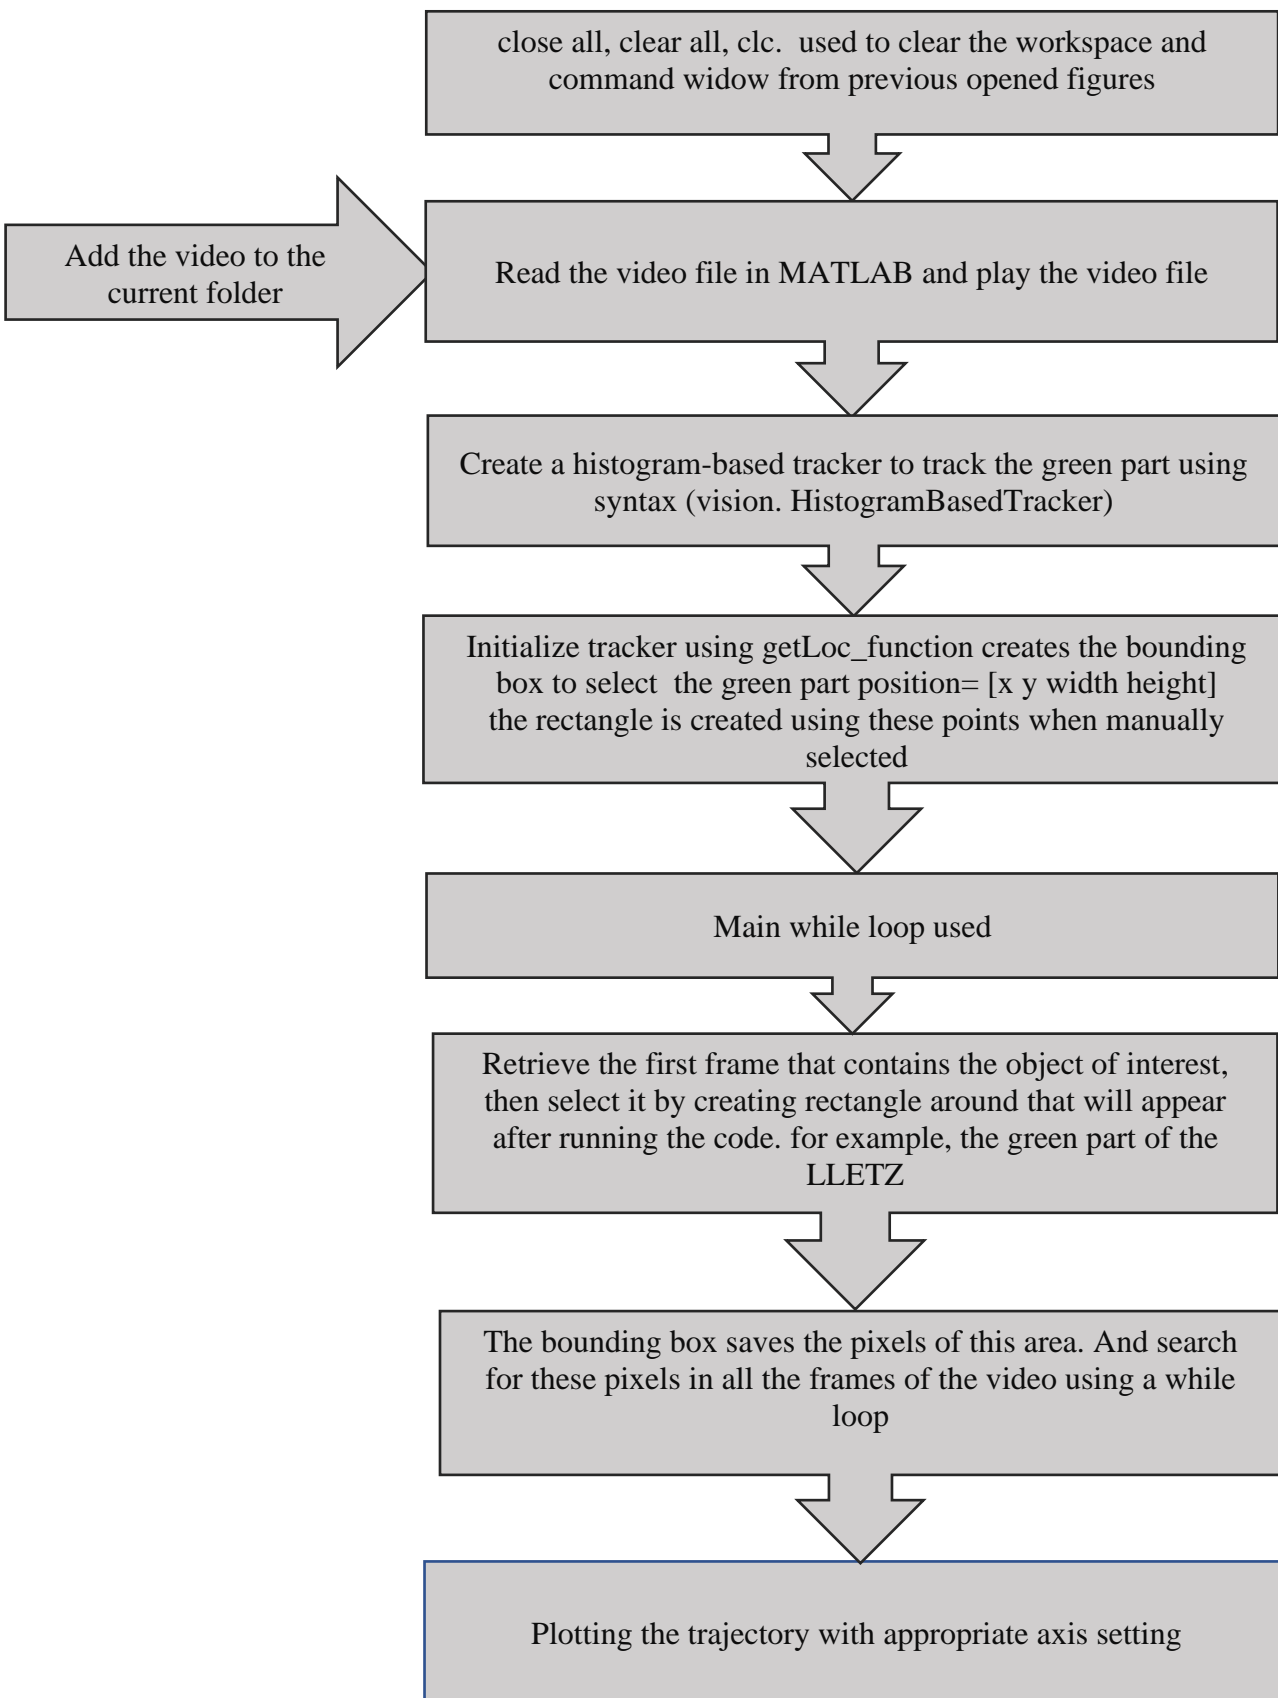 close all, clear all, clc.  used to clear the workspace and
command widow from previous opened figures
Add the video to the
current folder
Read the video file in MATLAB and play the video file
Create a histogram-based tracker to track the green part using
syntax (vision. HistogramBasedTracker)
Initialize tracker using getLoc_function creates the bounding
box to select  the green part position= [x y width height]
the rectangle is created using these points when manually
selected
Main while loop used
Retrieve the first frame that contains the object of interest,
then select it by creating rectangle around that will appear
after running the code. for example, the green part of the
LLETZ
The bounding box saves the pixels of this area. And search
for these pixels in all the frames of the video using a while
loop
Plotting the trajectory with appropriate axis setting